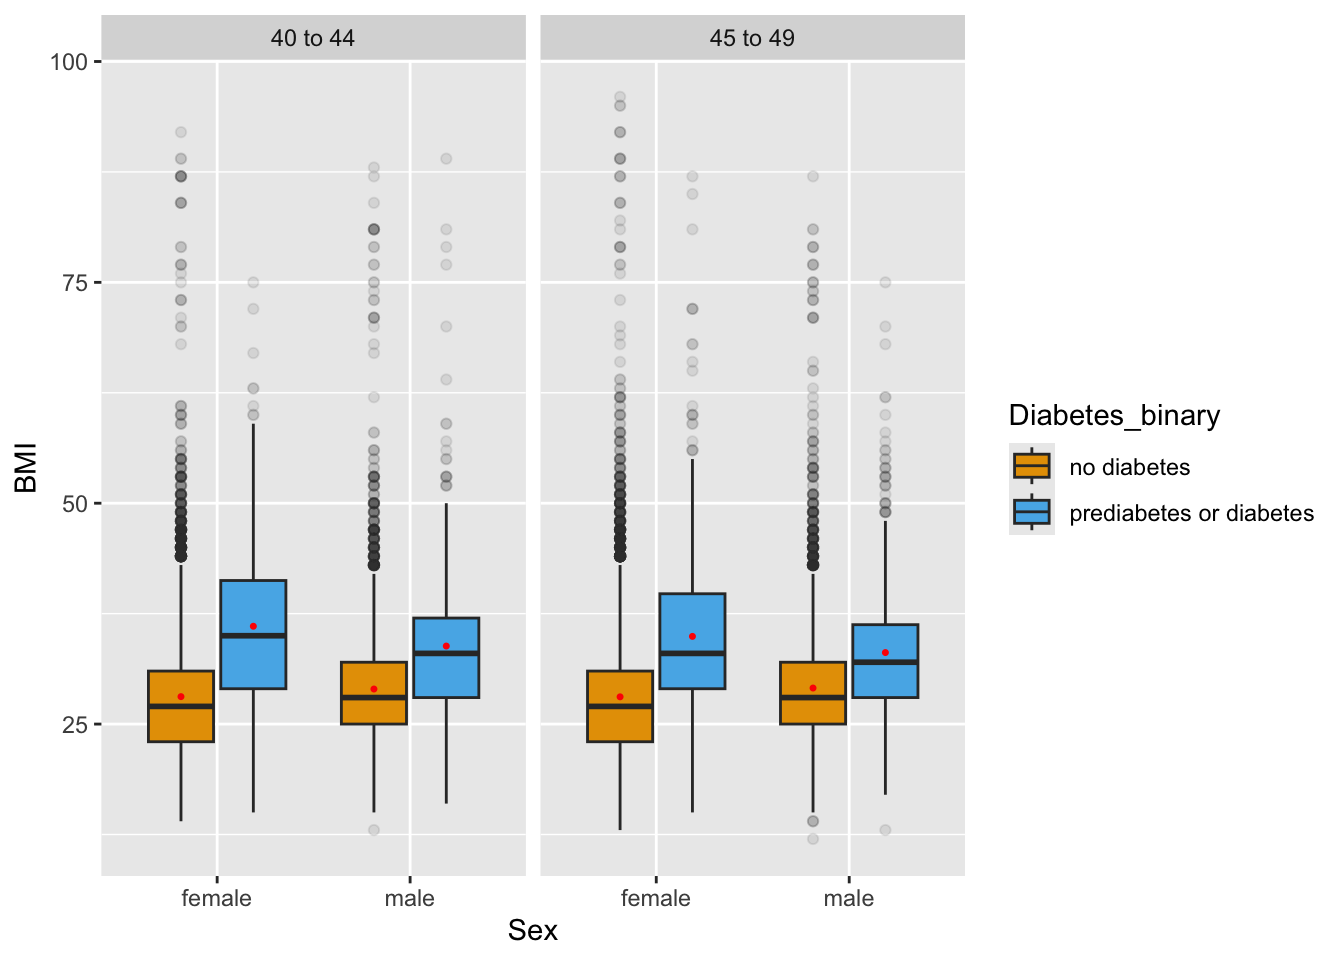 40 to 44
45 to 49
100
75
50
25
BMI
female
male
female
male
Sex
Diabetes_binary
no diabetes
prediabetes or diabetes